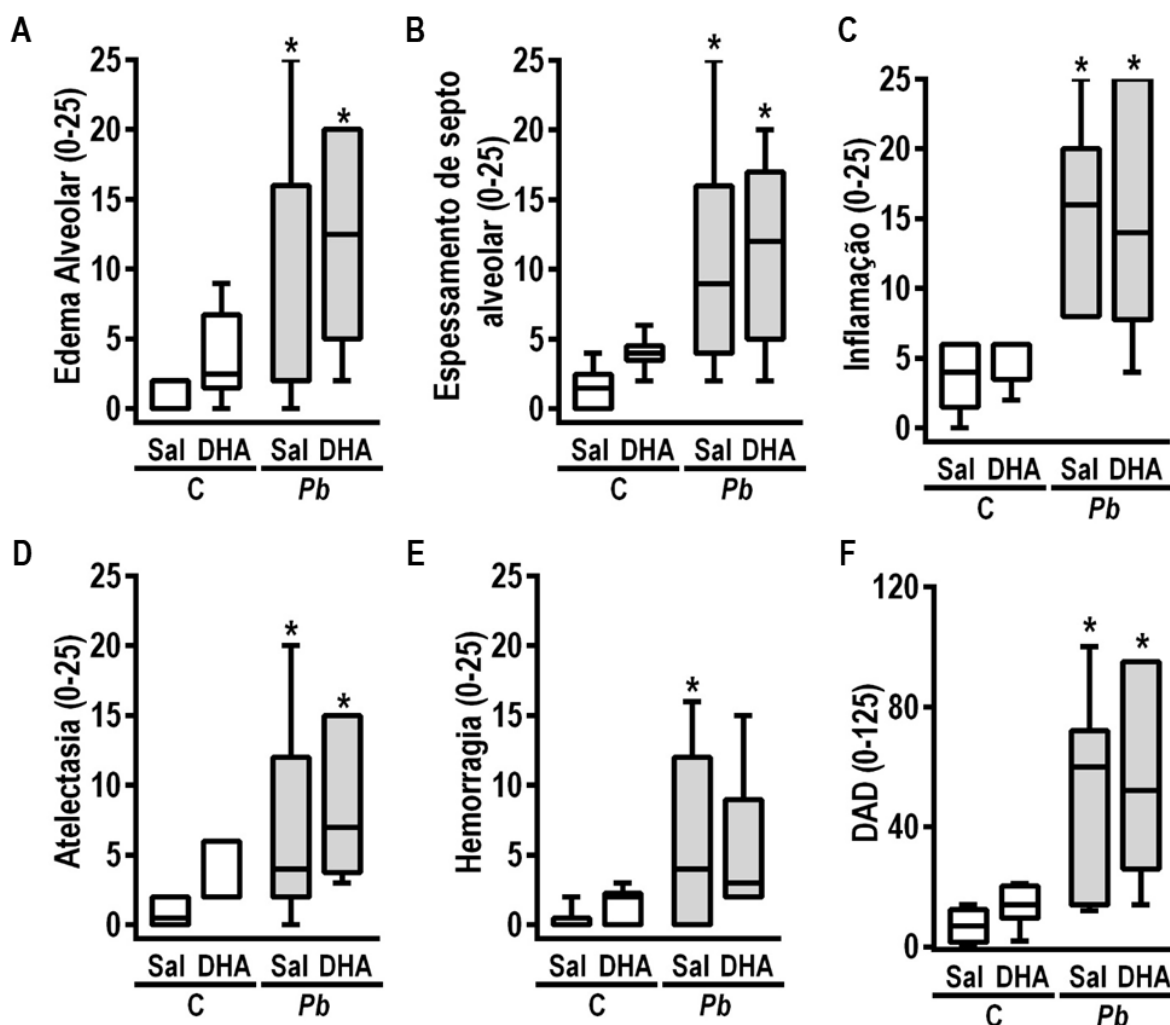 A
Edema Alveolar (0-25)
25
20
15
10
5
0
*
*
Sal DHA Sal DHA
C Pb
B
Espessamento de septo
alveolar (0-25)
25
20
15
10
5
0
*
*
Sal DHA Sal DHA
C Pb
C
Inflamação (0-25)
25
20
15
10
5
0
*
*
Sal DHA Sal DHA
C Pb
D
Atelectasia (0-25)
25
20
15
10
5
0
*
*
Sal DHA Sal DHA
C Pb
E
Hemorragia (0-25)
25
20
15
10
5
0
*
Sal DHA Sal DHA
C Pb
F
DAD (0-125)
120
80
40
0
*
*
Sal DHA Sal DHA
C Pb